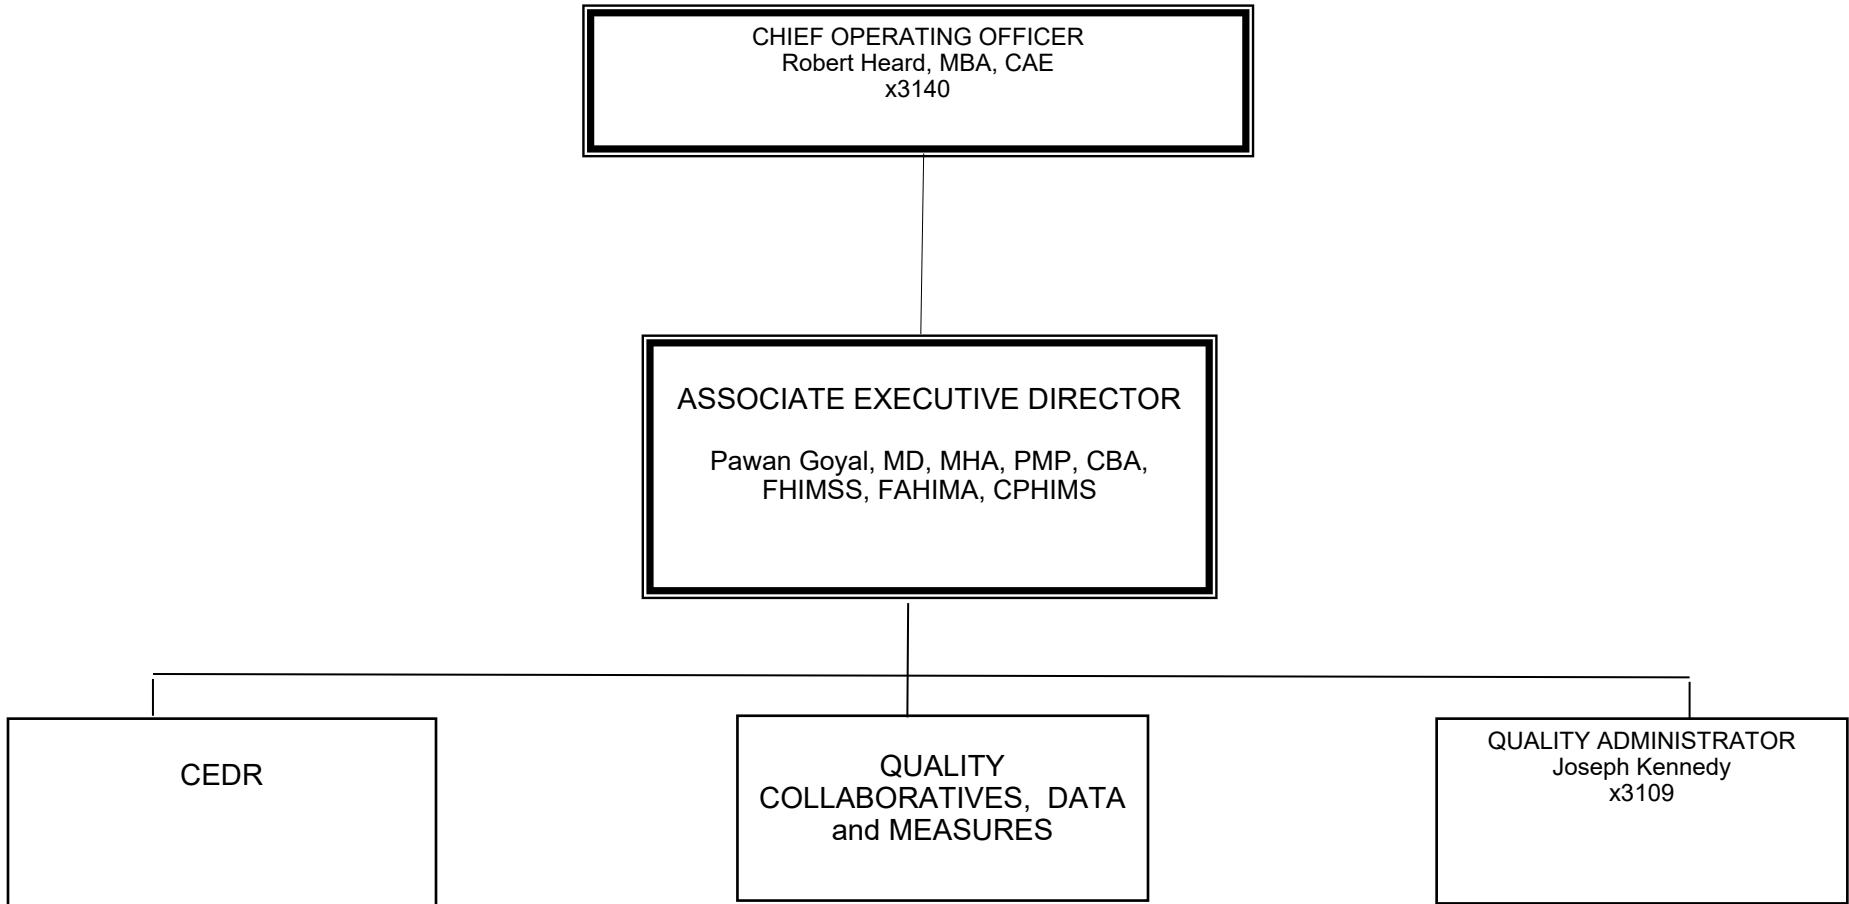 CHIEF OPERATING OFFICER
Robert Heard, MBA, CAE
x3140
ASSOCIATE EXECUTIVE DIRECTOR
Pawan Goyal, MD, MHA, PMP, CBA,
FHIMSS, FAHIMA, CPHIMS
CEDR
QUALITY
COLLABORATIVES, DATA
and MEASURES
QUALITY ADMINISTRATOR
Joseph Kennedy
x3109